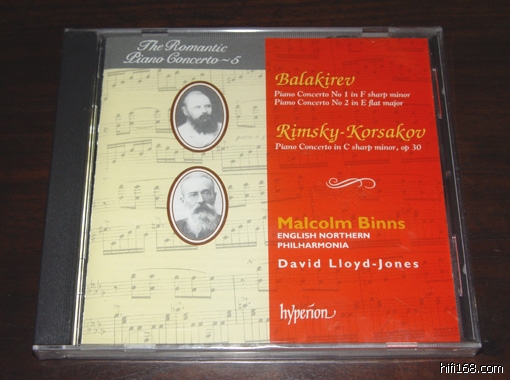 The Romantic
Piano Concerto~5
Balakirev
Piano Concerto No 1 in F sharp minor
Piano Concerto No 2 in E flat major
Rimsky-Korsakov
Piano Concerto in C sharp minor, op 30
Malcolm Binns
ENGLISH NORTHERN
PHILHARMONIA
David Lloyd-Jones
hyperion
hifi168.com